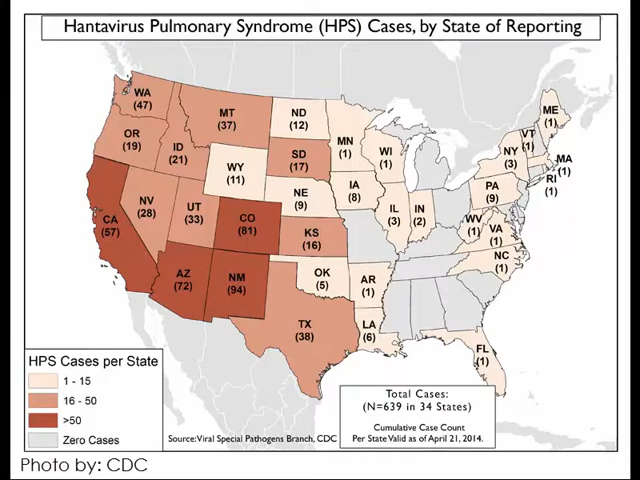 Hantavirus Pulmonary Syndrome (HPS) Cases, by State of Reporting
WA
(47)
MT
(37)
ND
(12)
MN
(1)
WI
(1)
ME
(1)
VT
(1)
NY
(3)
MA
(1)
RI
(1)
OR
(19)
ID
(21)
WY
(11)
SD
(17)
NE
(9)
IA
(8)
IL
(3)
IN
(2)
PA
(9)
WV
(1)
VA
(1)
NC
(1)
CA
(57)
NV
(28)
UT
(33)
CO
(81)
KS
(16)
AZ
(72)
NM
(94)
OK
(5)
AR
(1)
TX
(38)
LA
(6)
FL
(1)
HPS Cases per State
1 - 15
16 - 50
>50
Zero Cases
Source:Viral Special Pathogens Branch, CDC
Total Cases:
(N=639 in 34 States)
Cumulative Case Count
Per State Valid as of April 21, 2014.
Photo by: CDC